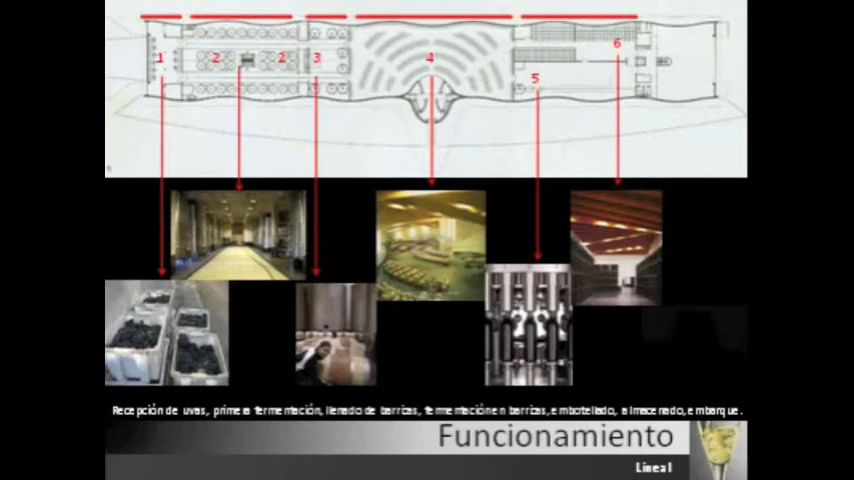 1 2 2 3 4 5 6
Recepción de uvas, primera fermentación, llenado de barricas, fermentación en barricas, embotellado, almacenado, embarque.
Funcionamiento
Lineal